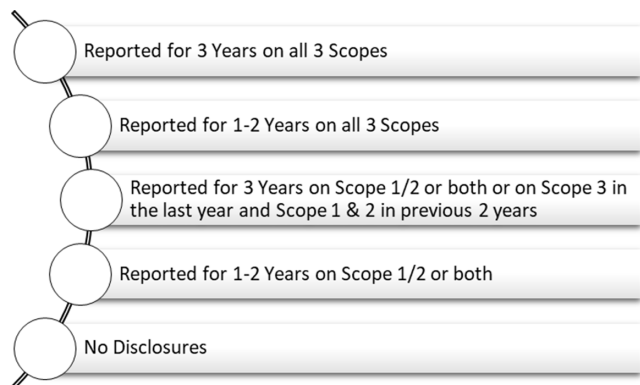 Reported for 3 Years on all 3 Scopes
Reported for 1-2 Years on all 3 Scopes
Reported for 3 Years on Scope 1/2 or both or on Scope 3 in
the last year and Scope 1 & 2 in previous 2 years
Reported for 1-2 Years on Scope 1/2 or both
No Disclosures